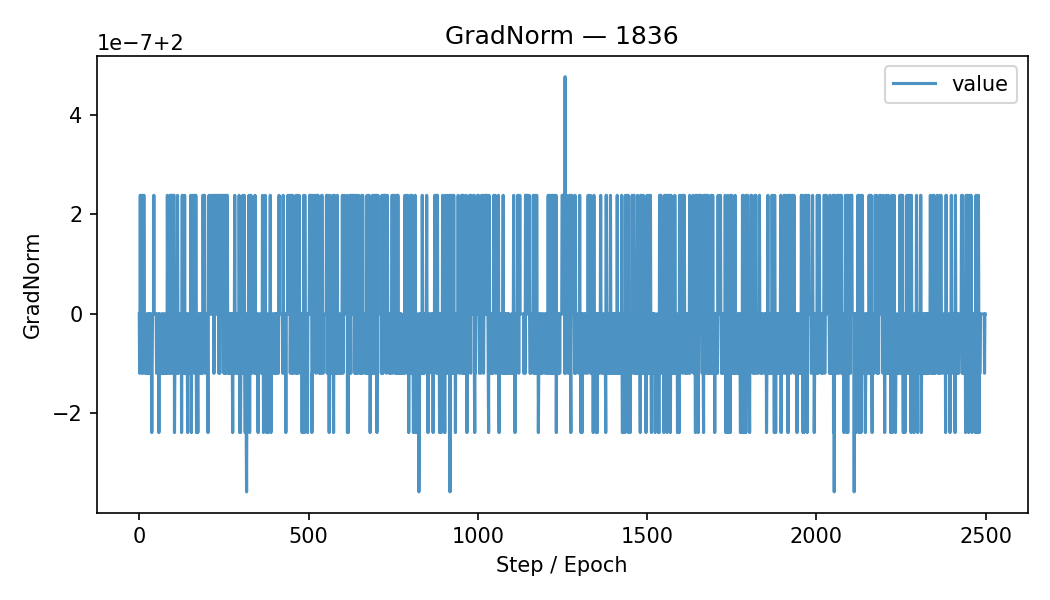 GradNorm — 1836
1e−7+2
value
GradNorm
4
2
0
−2
0
500
1000
1500
2000
2500
Step / Epoch